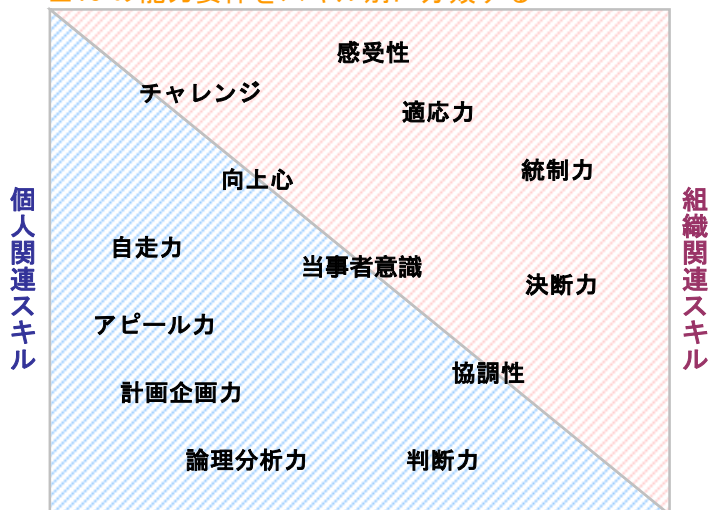 感受性
チャレンジ
適応力
統制力
向上心
個人関連スキル
組織関連スキル
自走力
当事者意識
決断力
アピール力
協調性
計画企画力
論理分析力
判断力